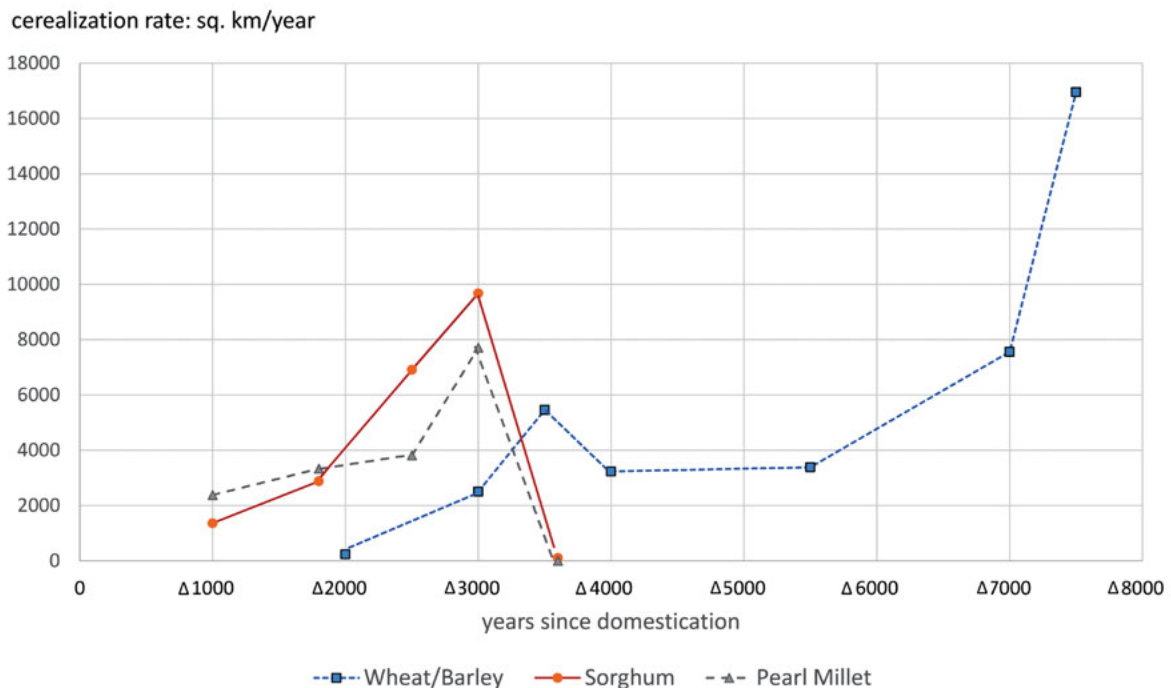 cerealization rate: sq. km/year
18000
16000
14000
12000
10000
8000
6000
4000
2000
0
0 Δ1000 Δ2000 Δ3000 Δ4000 Δ5000 Δ6000 Δ7000 Δ8000
years since domestication
Wheat/Barley Sorghum Pearl Millet